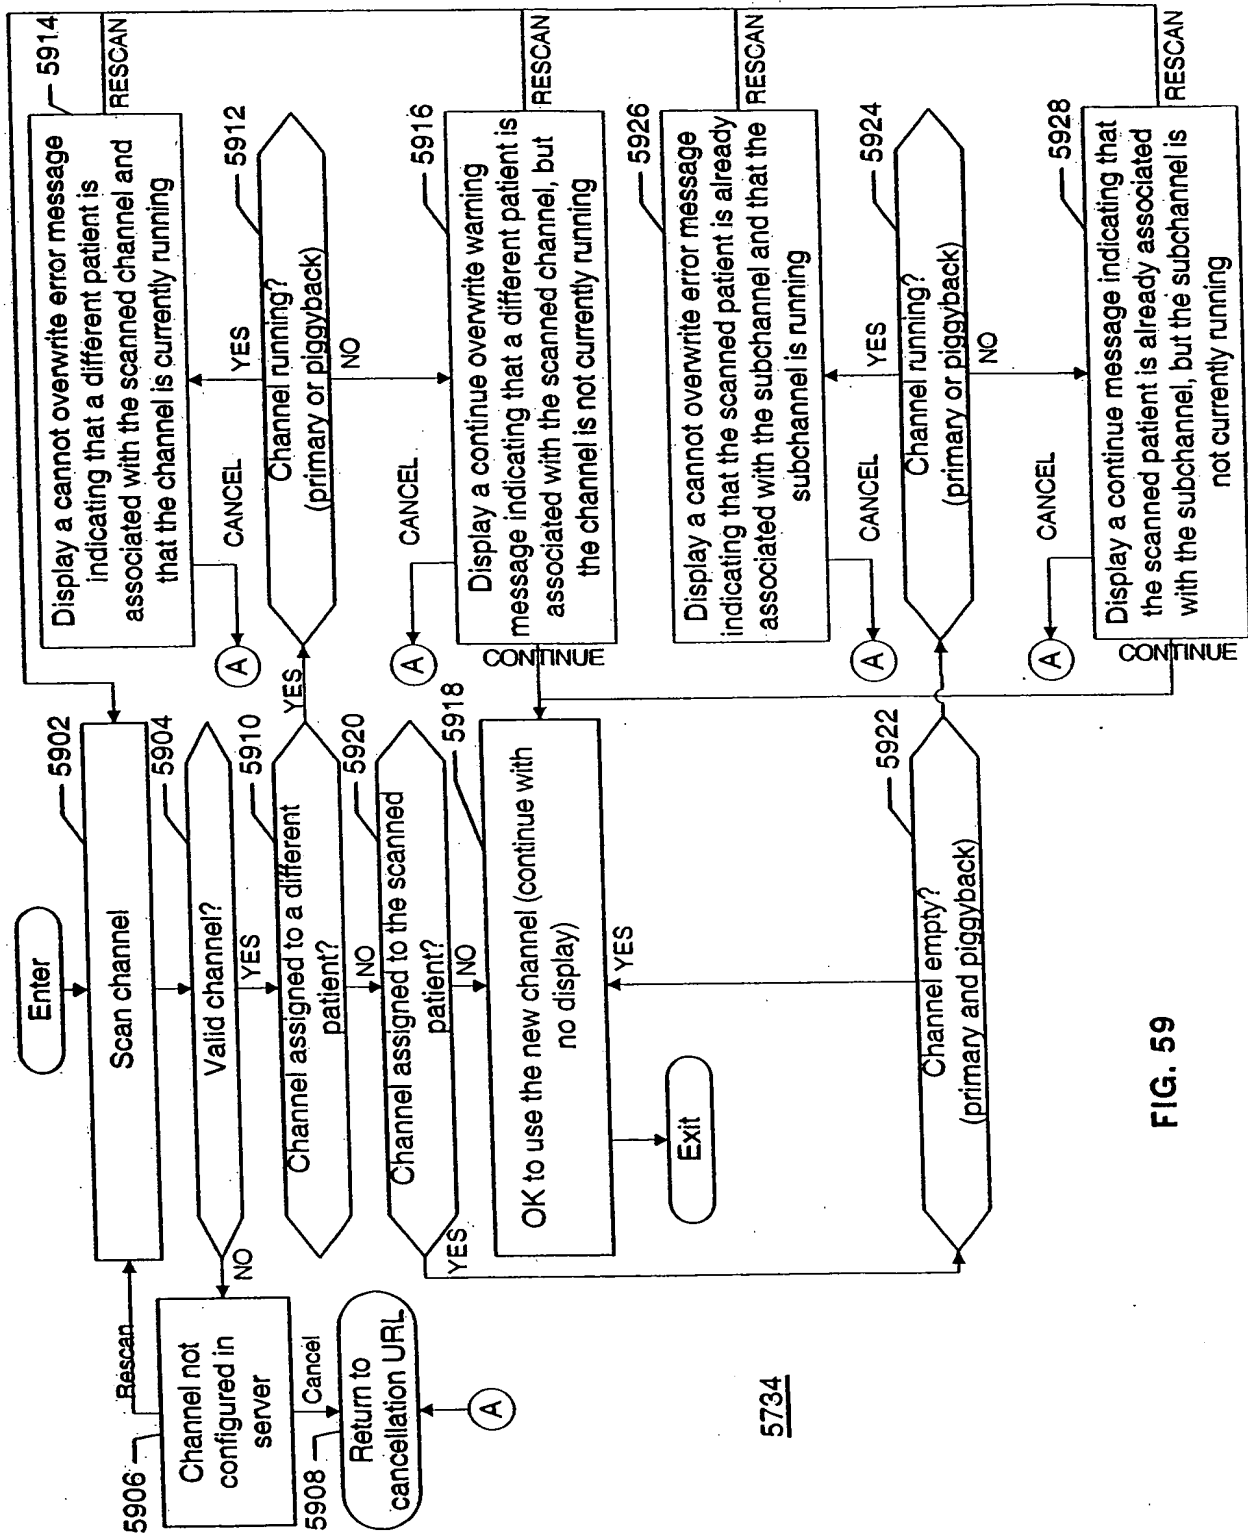 Enter
5902
Scan channel
Rescan
5904
Valid channel?
NO
YES
5906
Channel not
configured in
server
Cancel
5908
Return to
cancellation URL
A
5910
Channel assigned to a different
patient?
YES
NO
5920
Channel assigned to the scanned
patient?
YES
NO
5918
OK to use the new channel (continue with
no display)
YES
Exit
5922
Channel empty?
(primary and piggyback)
5914
Display a cannot overwrite error message
indicating that a different patient is
associated with the scanned channel and
that the channel is currently running
RESCAN
CANCEL
A
YES
5912
Channel running?
(primary or piggyback)
NO
5916
CANCEL
A
Display a continue overwrite warning
message indicating that a different patient is
associated with the scanned channel, but
the channel is not currently running
RESCAN
CONTINUE
5926
Display a cannot overwrite error message
indicating that the scanned patient is already
associated with the subchannel and that the
subchannel is running
RESCAN
CANCEL
A
YES
5924
Channel running?
(primary or piggyback)
NO
5928
CANCEL
A
Display a continue message indicating that
the scanned patient is already associated
with the subchannel, but the subchannel is
not currently running
RESCAN
CONTINUE
5734
FIG. 59